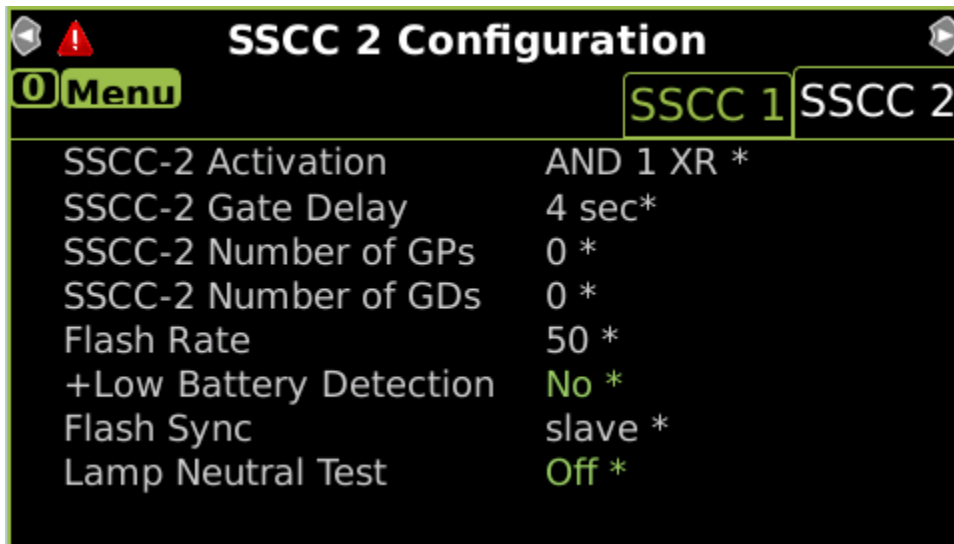 SSCC 2 Configuration
0 Menu
SSCC 1 SSCC 2
SSCC-2 Activation AND 1 XR *
SSCC-2 Gate Delay 4 sec*
SSCC-2 Number of GPs 0 *
SSCC-2 Number of GDs 0 *
Flash Rate 50 *
+Low Battery Detection No *
Flash Sync slave *
Lamp Neutral Test Off *